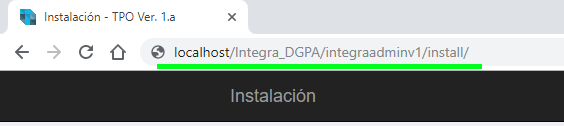 Instalación - TPO Ver. 1.a
localhost/Integra_DGPA/integraadminv1/install/
Instalación